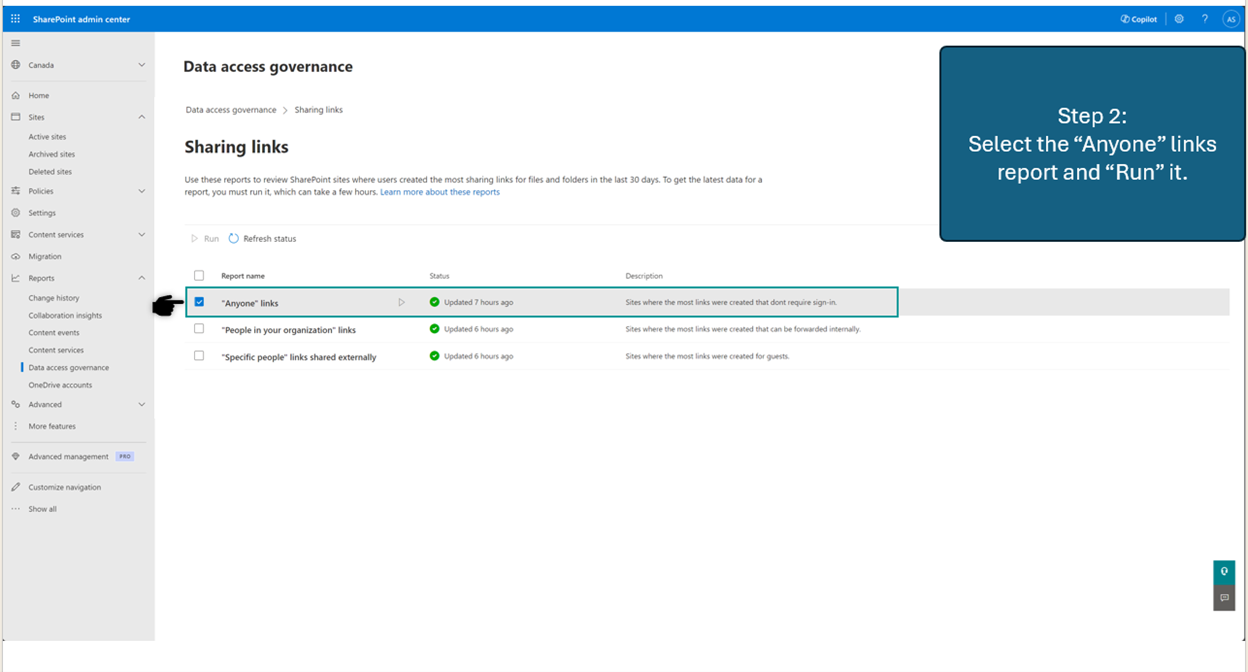 SharePoint admin center
Copilot
?
AS
Canada
Home
Sites
Active sites
Archived sites
Deleted sites
Policies
Settings
Content services
Migration
Reports
Change history
Collaboration insights
Content events
Content services
Data access governance
OneDrive accounts
Advanced
More features
Advanced management PRO
Customize navigation
Show all
Data access governance
Data access governance > Sharing links
Sharing links
Use these reports to review SharePoint sites where users created the most sharing links for files and folders in the last 30 days. To get the latest data for a
report, you must run it, which can take a few hours. Learn more about these reports
Run Refresh status
Report name Status Description
"Anyone" links Updated 7 hours ago Sites where the most links were created that dont require sign-in.
"People in your organization" links Updated 6 hours ago Sites where the most links were created that can be forwarded internally.
"Specific people" links shared externally Updated 6 hours ago Sites where the most links were created for guests.
Step 2:
Select the “Anyone” links
report and “Run” it.